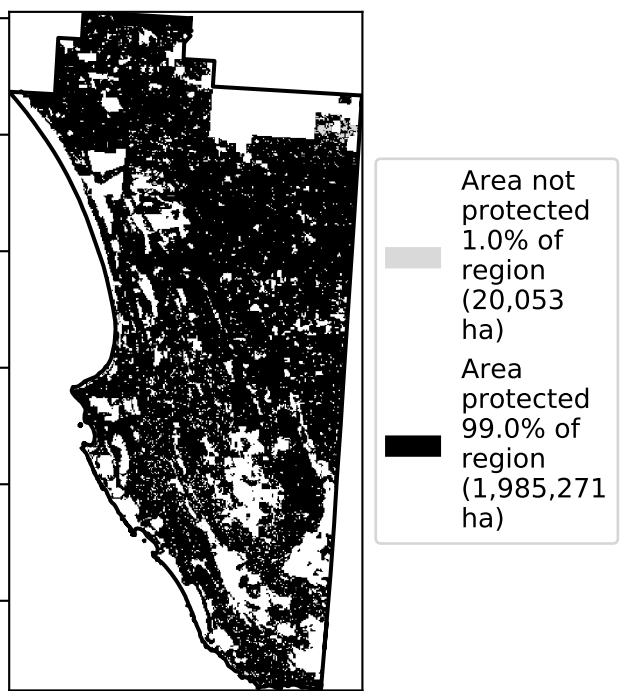 Area not
protected
1.0% of
region
(20,053
ha)
Area
protected
99.0% of
region
(1,985,271
ha)